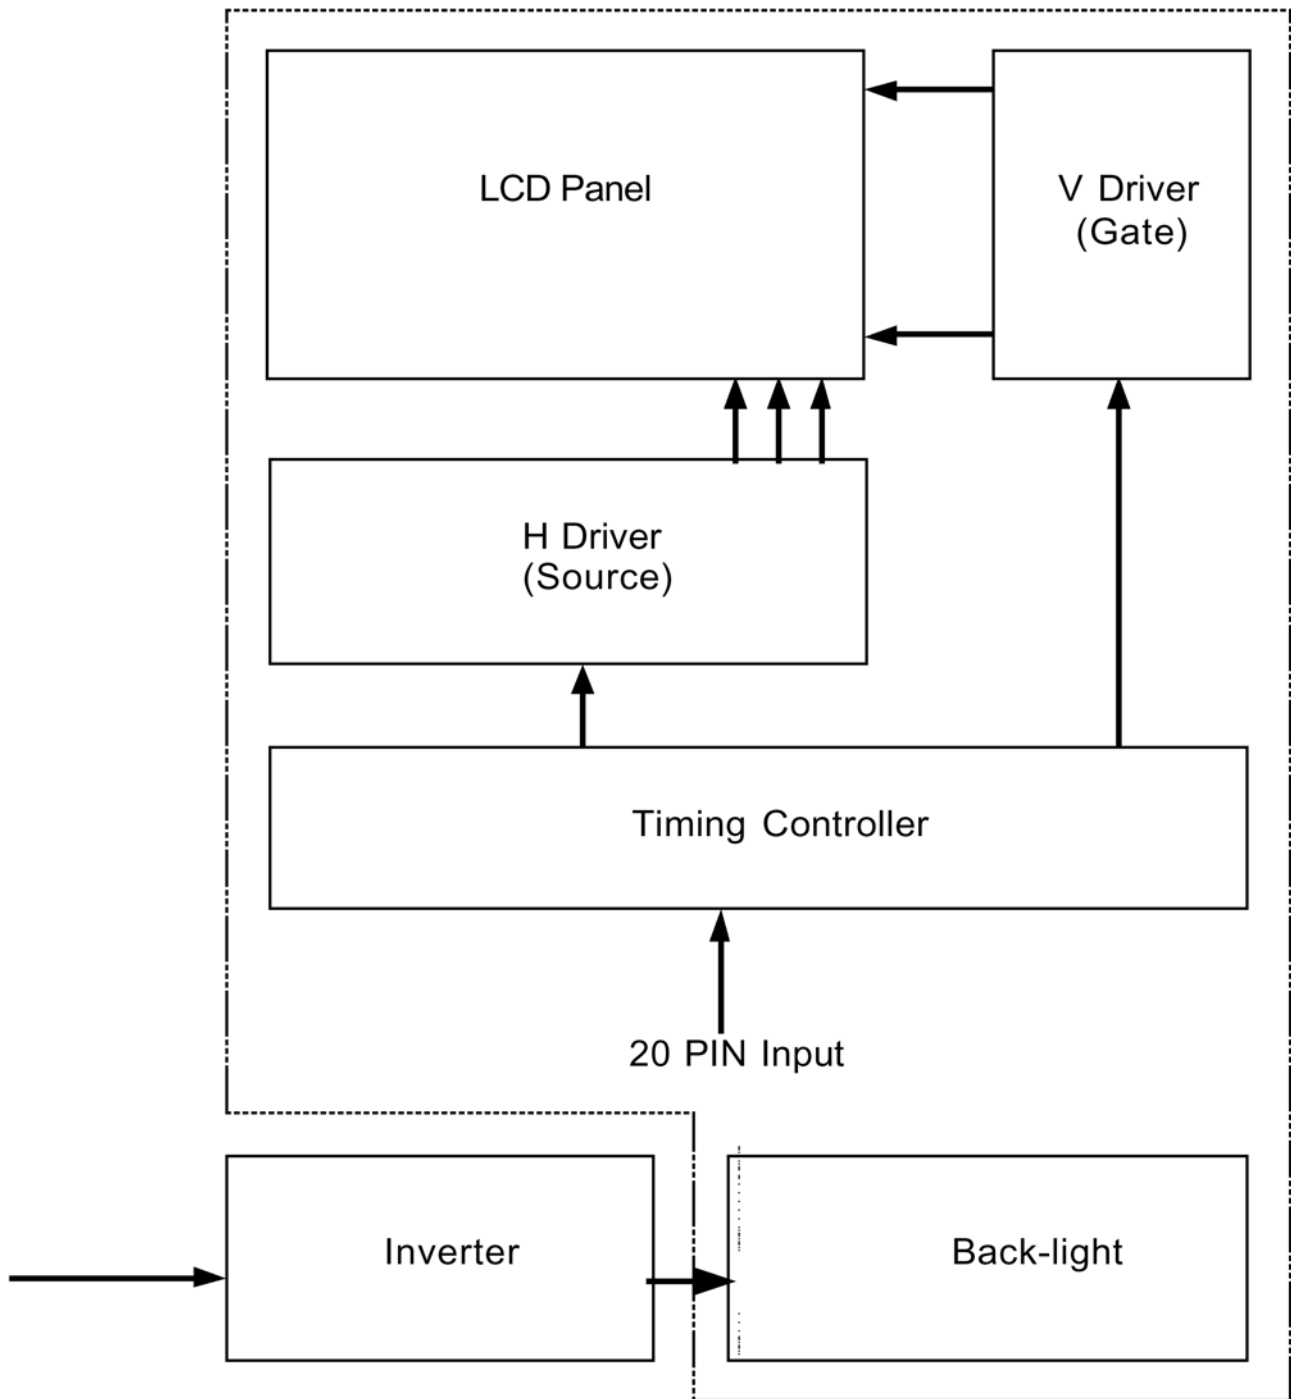 LCD Panel
V Driver
(Gate)
H Driver
(Source)
Timing Controller
20 PIN Input
Inverter
Back-light